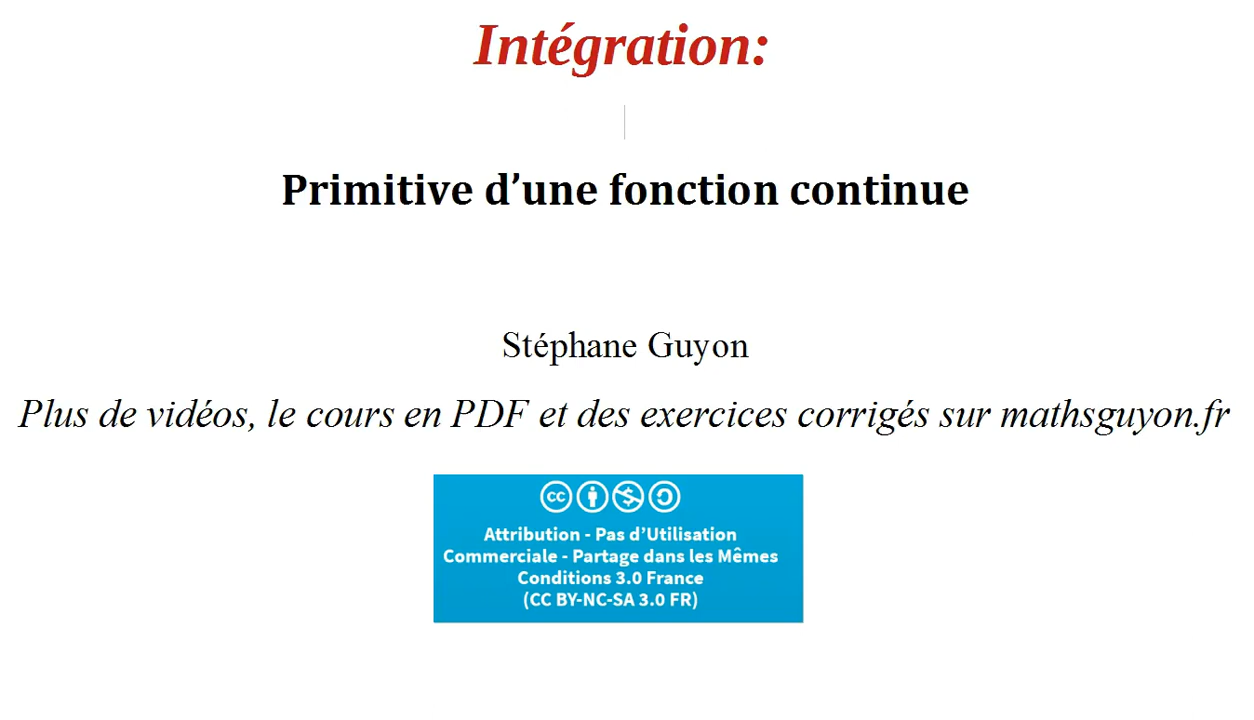 Intégration:
Primitive d’une fonction continue
Stéphane Guyon
Plus de vidéos, le cours en PDF et des exercices corrigés sur mathsguyon.fr
cc
Attribution - Pas d’Utilisation
Commerciale - Partage dans les Mêmes
Conditions 3.0 France
(CC BY-NC-SA 3.0 FR)